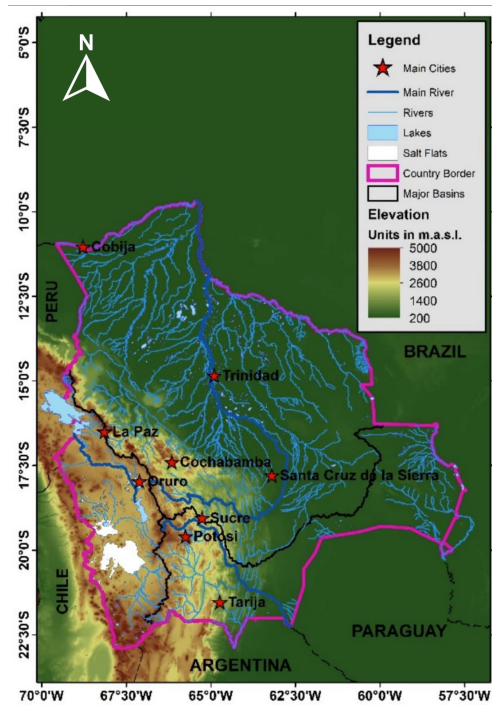 N
Legend
Main Cities
Main River
Rivers
Lakes
Salt Flats
Country Border
Major Basins
Elevation
Units in m.a.s.l.
5000
3800
2600
1400
200
5°0'S
7°30'S
10°0'S
12°30'S
15°0'S
17°30'S
20°0'S
22°30'S
PERU
BRAZIL
CHILE
PARAGUAY
ARGENTINA
Cobija
Trinidad
La Paz
Cochabamba
Oruro
Santa Cruz de la Sierra
Sucre
Potosi
Tarija
70°0'W 67°30'W 65°0'W 62°30'W 60°0'W 57°30'W